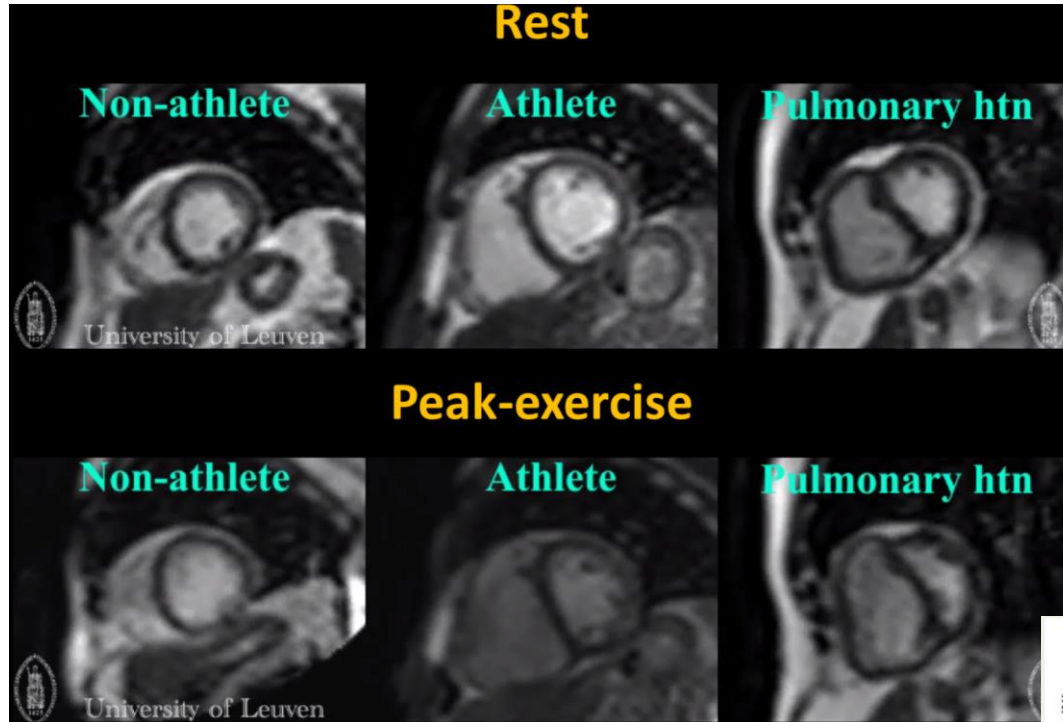 Rest
Non-athlete
Athlete
Pulmonary htn
University of Leuven
Peak-exercise
Non-athlete
Athlete
Pulmonary htn
University of Leuven